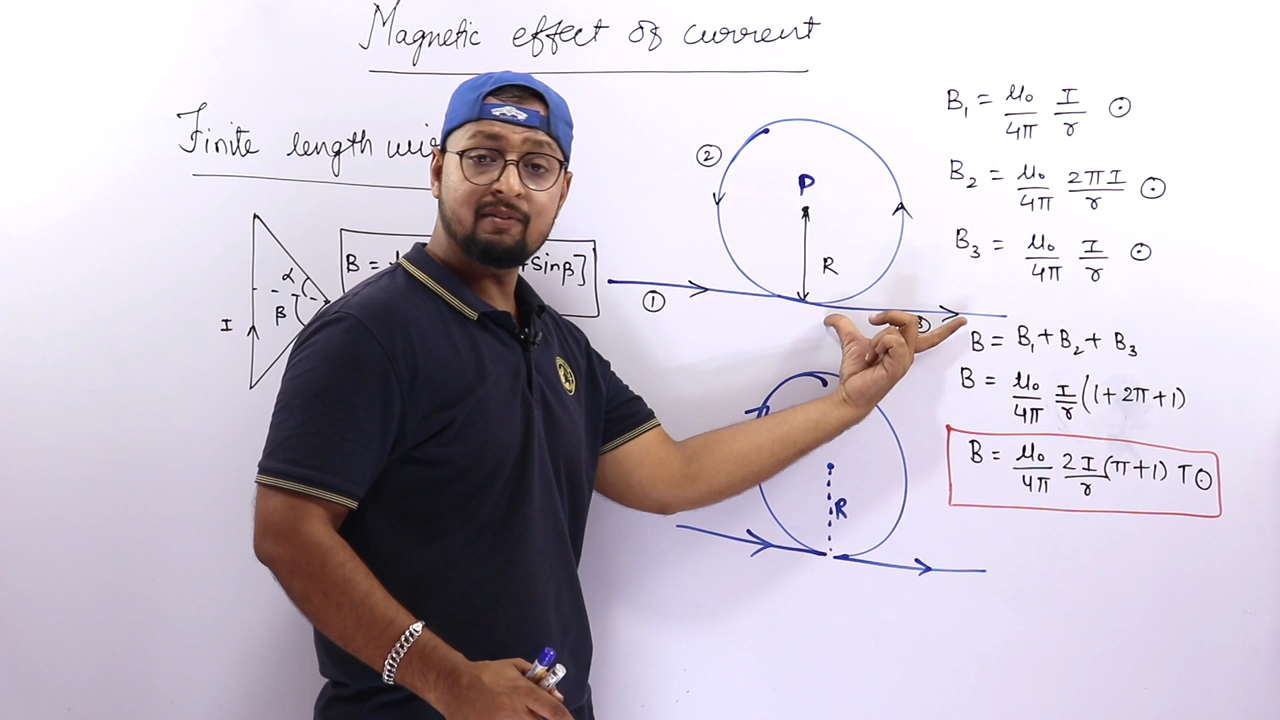 Magnetic effect of current
Finite length
α
β
I
B =
+Sinβ]
①
②
P
R
③
R
B₁ = μ₀/4π I/r ⊙
B₂ = μ₀/4π 2πI/r ⊙
B₃ = μ₀/4π I/r ⊙
B = B₁ + B₂ + B₃
B = μ₀/4π I/r (1 + 2π + 1)
B = μ₀/4π 2I/r (π + 1) T ⊙